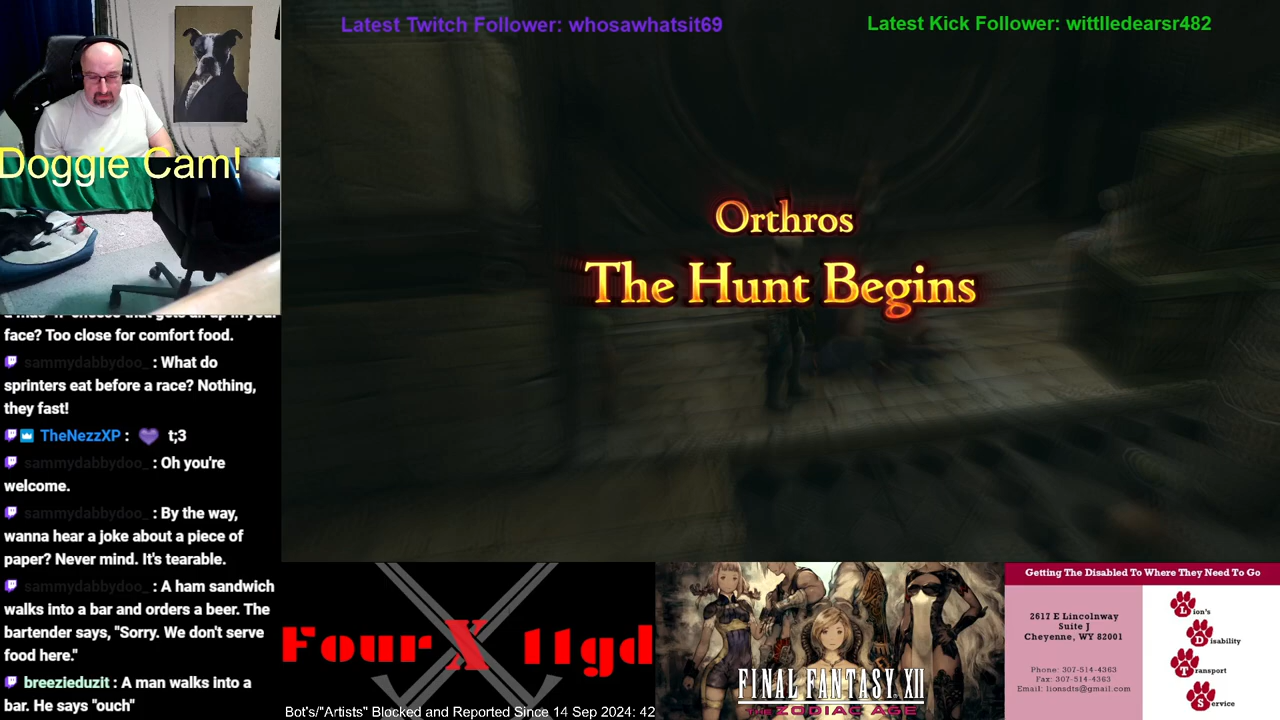 Latest Twitch Follower: whosawhatsit69
Latest Kick Follower: wittlledearsr482
Doggie Cam!
Orthros
The Hunt Begins
face? Too close for comfort food.
sammydabbydoo_ : What do
sprinters eat before a race? Nothing,
they fast!
TheNezzXP : t;3
sammydabbydoo_ : Oh you're
welcome.
sammydabbydoo_ : By the way,
wanna hear a joke about a piece of
paper? Never mind. It's tearable.
sammydabbydoo_ : A ham sandwich
walks into a bar and orders a beer. The
bartender says, "Sorry. We don't serve
food here."
breezieduzit : A man walks into a
bar. He says "ouch"
Four X 11gd
Bot's/"Artists" Blocked and Reported Since 14 Sep 2024: 42
FINAL FANTASY XII
THE ZODIAC AGE
Getting The Disabled To Where They Need To Go
2617 E Lincolnway
Suite J
Cheyenne, WY 82001
Phone: 307-514-4363
Fax: 307-514-4363
Email: lionsdts@gmail.com
Lion's
Disability
Transport
Service